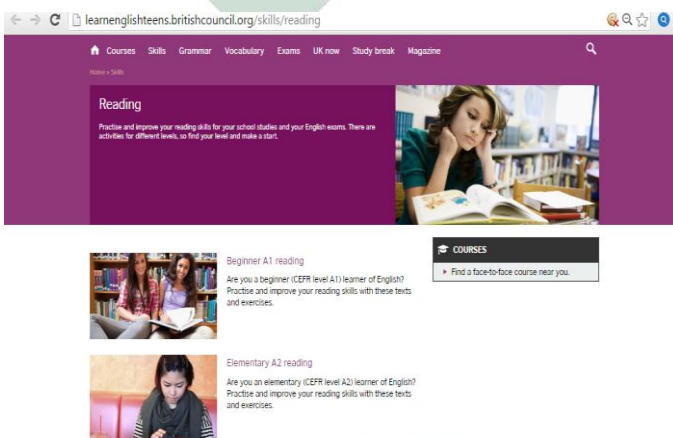 learnenglishteens.britishcouncil.org/skills/reading
Courses Skills Grammar Vocabulary Exams UK now Study break Magazine
Home » Skills
Reading
Practise and improve your reading skills for your school studies and your English exams. There are
activities for different levels, so find your level and make a start.
Beginner A1 reading
Are you a beginner (CEFR level A1) learner of English?
Practise and improve your reading skills with these texts
and exercises.
COURSES
Find a face-to-face course near you.
Elementary A2 reading
Are you an elementary (CEFR level A2) learner of English?
Practise and improve your reading skills with these texts
and exercises.